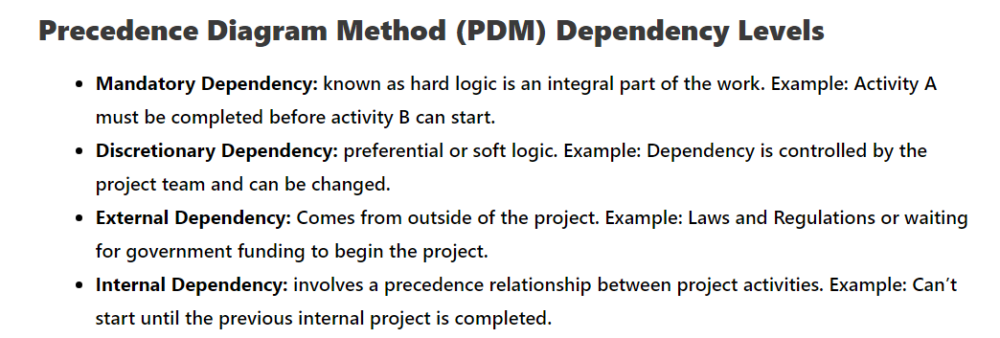 Precedence Diagram Method (PDM) Dependency Levels
• Mandatory Dependency: known as hard logic is an integral part of the work. Example: Activity A
must be completed before activity B can start.
• Discretionary Dependency: preferential or soft logic. Example: Dependency is controlled by the
project team and can be changed.
• External Dependency: Comes from outside of the project. Example: Laws and Regulations or waiting
for government funding to begin the project.
• Internal Dependency: involves a precedence relationship between project activities. Example: Can’t
start until the previous internal project is completed.